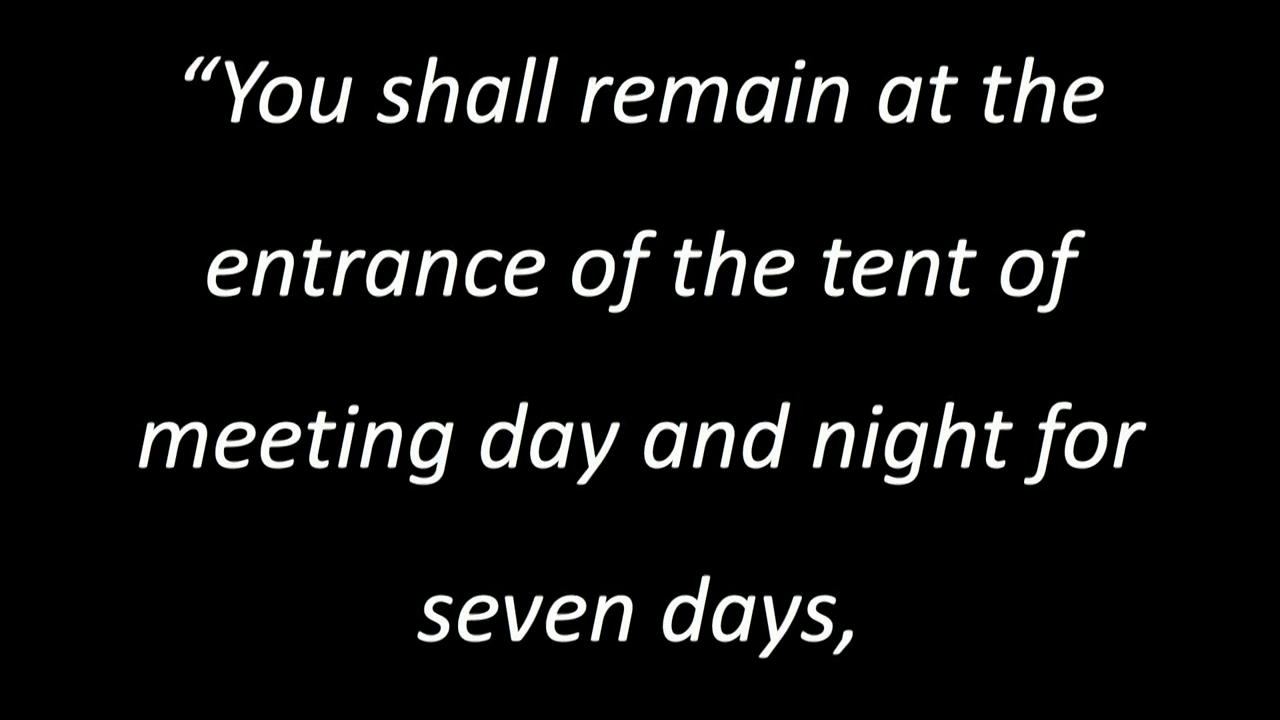 “You shall remain at the
entrance of the tent of
meeting day and night for
seven days,